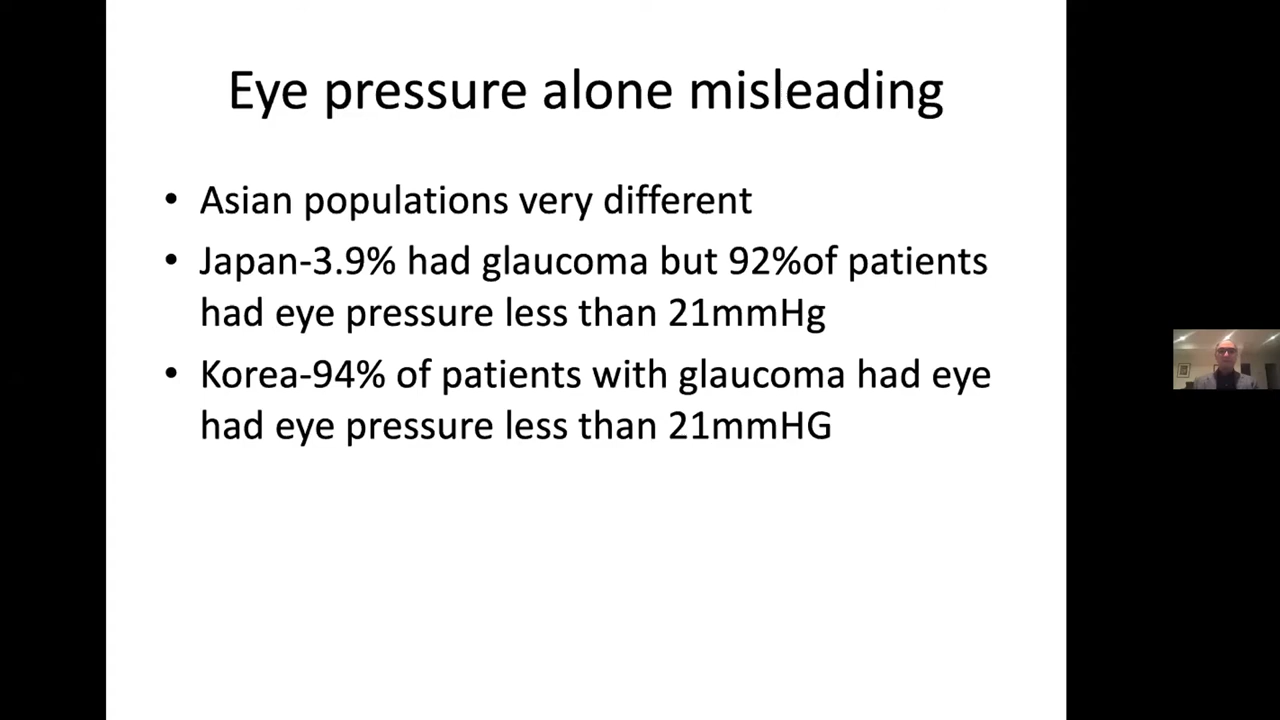 Eye pressure alone misleading
• Asian populations very different
• Japan-3.9% had glaucoma but 92%of patients
had eye pressure less than 21mmHg
• Korea-94% of patients with glaucoma had eye
had eye pressure less than 21mmHG